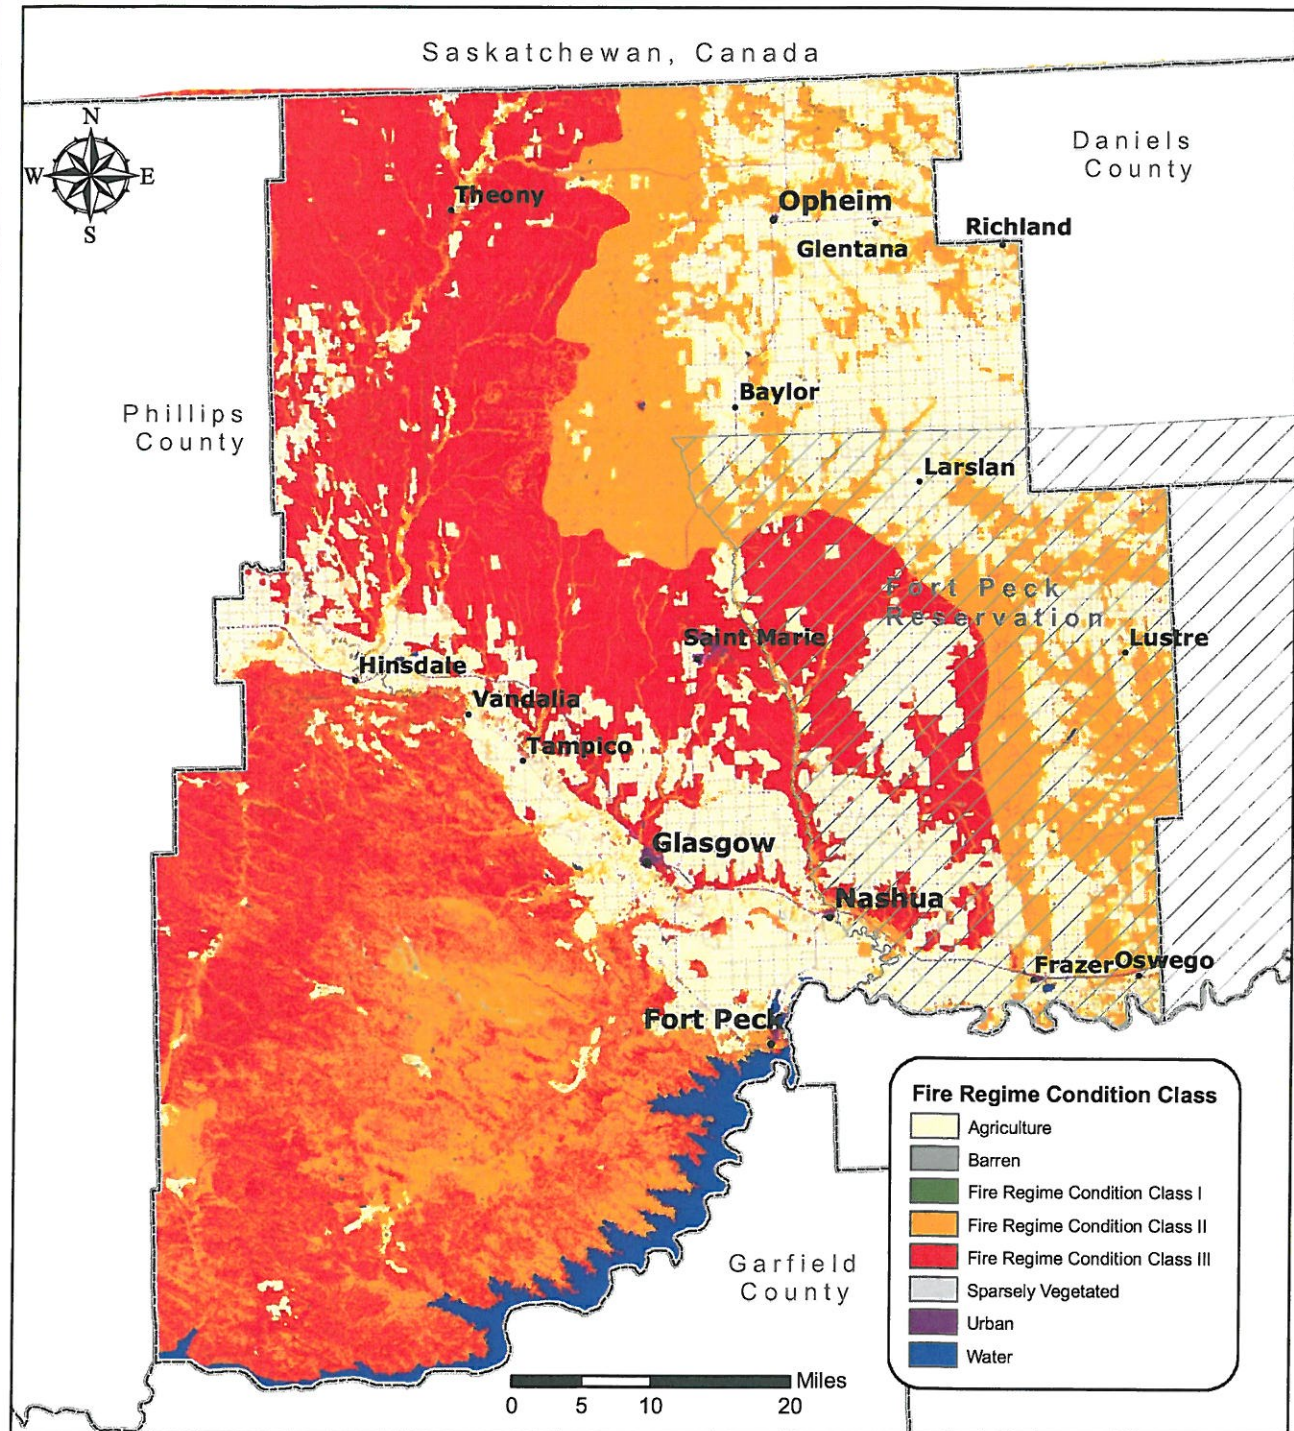 Saskatchewan, Canada
N
W
E
S
Daniels
County
Theony
Opheim
Glentana
Richland
Phillips
County
Baylor
Larslan
Fort Peck
Reservation
Saint Marie
Lustre
Hinsdale
Vandalia
Tampico
Glasgow
Nashua
Frazer
Oswego
Fort Peck
Garfield
County
Fire Regime Condition Class
Agriculture
Barren
Fire Regime Condition Class I
Fire Regime Condition Class II
Fire Regime Condition Class III
Sparsely Vegetated
Urban
Water
Miles
0 5 10 20